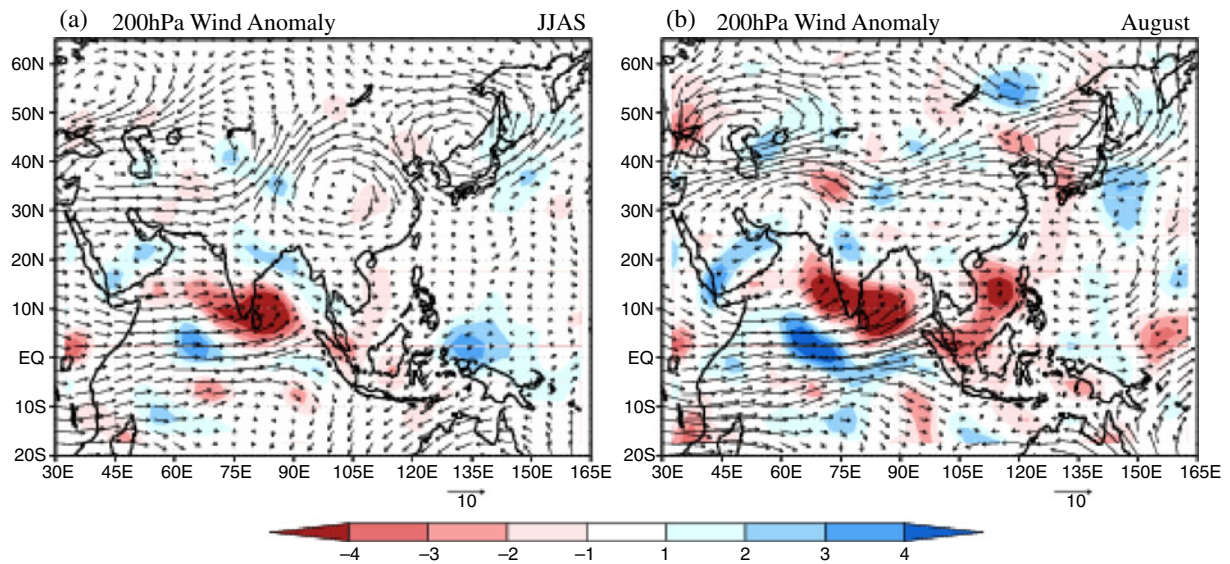 (a) 200hPa Wind Anomaly JJAS
60N
50N
40N
30N
20N
10N
EQ
10S
20S
30E 45E 60E 75E 90E 105E 120E 135E 150E 165E
10
(b) 200hPa Wind Anomaly August
60N
50N
40N
30N
20N
10N
EQ
10S
20S
30E 45E 60E 75E 90E 105E 120E 135E 150E 165E
10
−4 −3 −2 −1 1 2 3 4